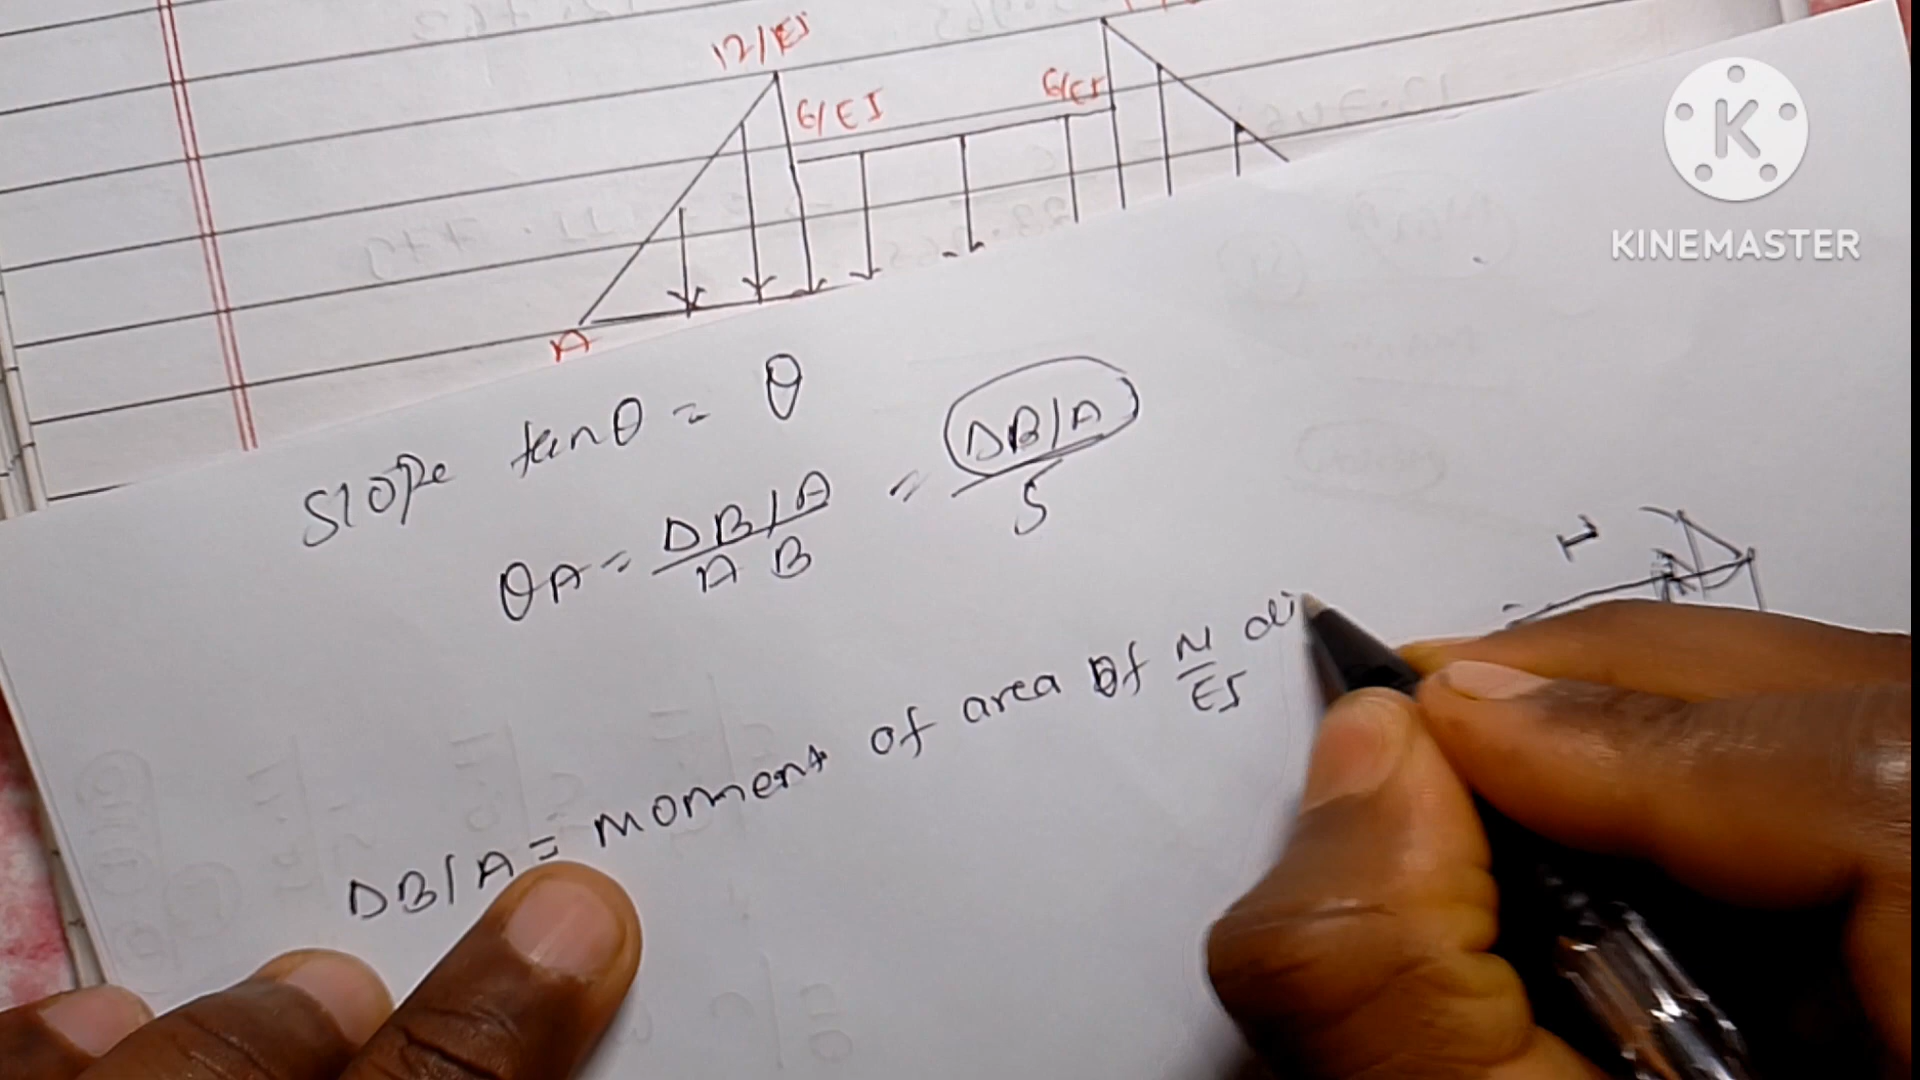 12/EI
6/EI
6/EI
A
KINEMASTER
slope tanθ = θ
θA = ΔB/A / AB = ΔB/A / 5
ΔB/A = moment of area of M/EI di